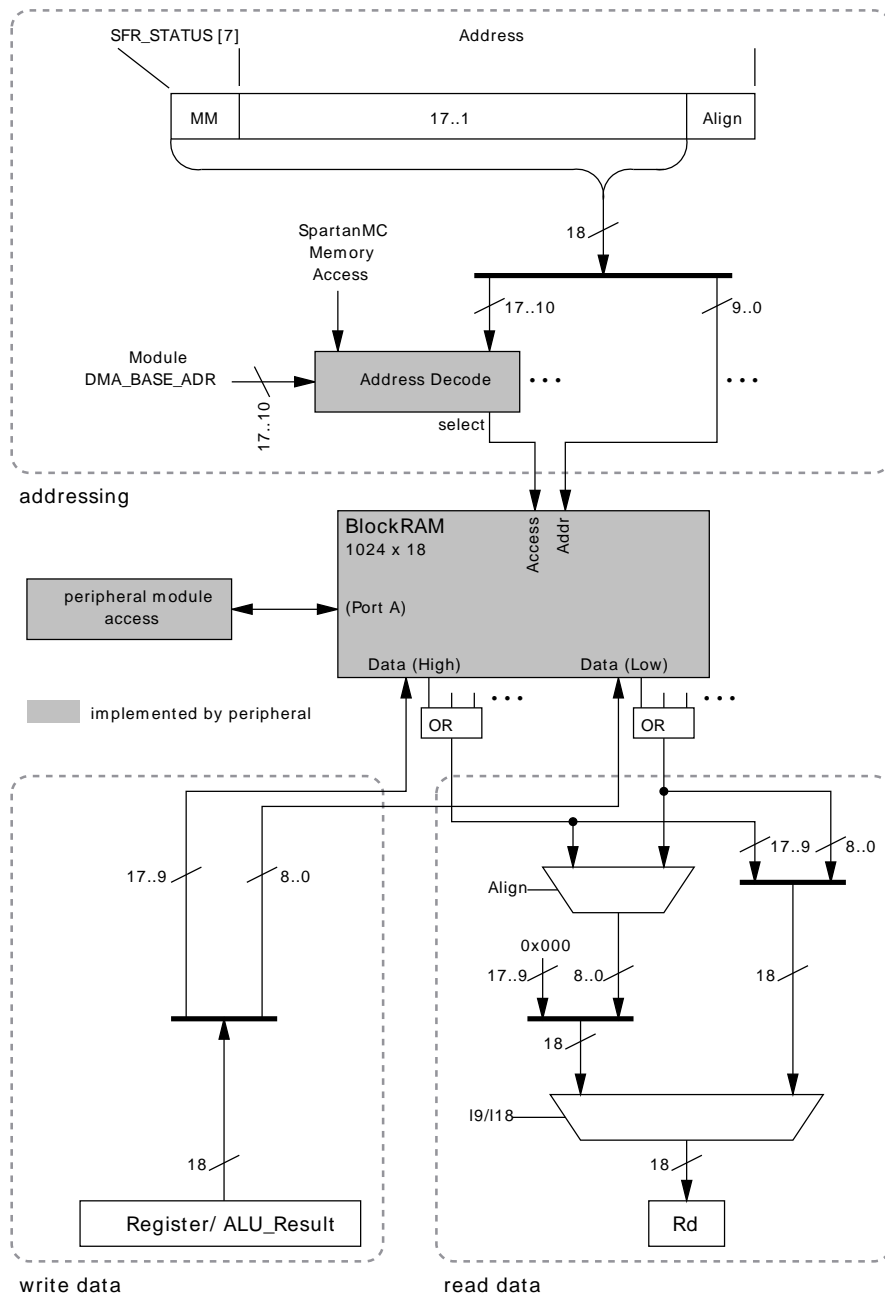 SFR_STATUS [7]
Address
MM
17..1
Align
18
SpartanMC
Memory
Access
17..10
9..0
Module
DMA_BASE_ADR
17..10
Address Decode
...
...
select
addressing
BlockRAM
1024 x 18
Access
Addr
peripheral module
access
(Port A)
Data (High)
Data (Low)
...
...
implemented by peripheral
OR
OR
17..9
8..0
17..9
8..0
Align
0x000
17..9
8..0
18
18
I9/I18
18
18
Register/ ALU_Result
Rd
write data
read data